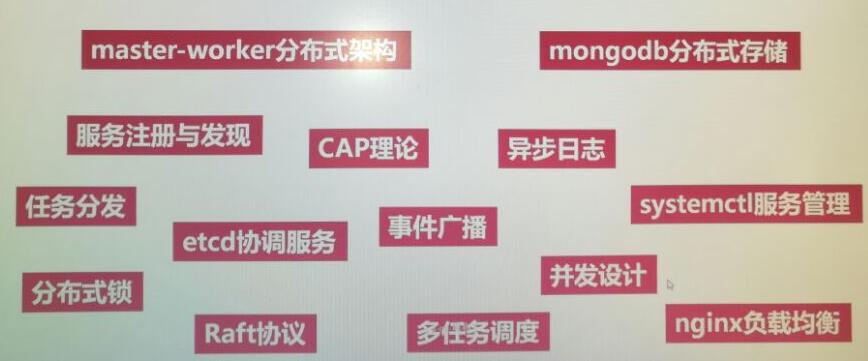 master-worker分布式架构
mongodb分布式存储
服务注册与发现
CAP理论
异步日志
任务分发
etcd协调服务
事件广播
systemctl服务管理
分布式锁
并发设计
Raft协议
多任务调度
nginx负载均衡